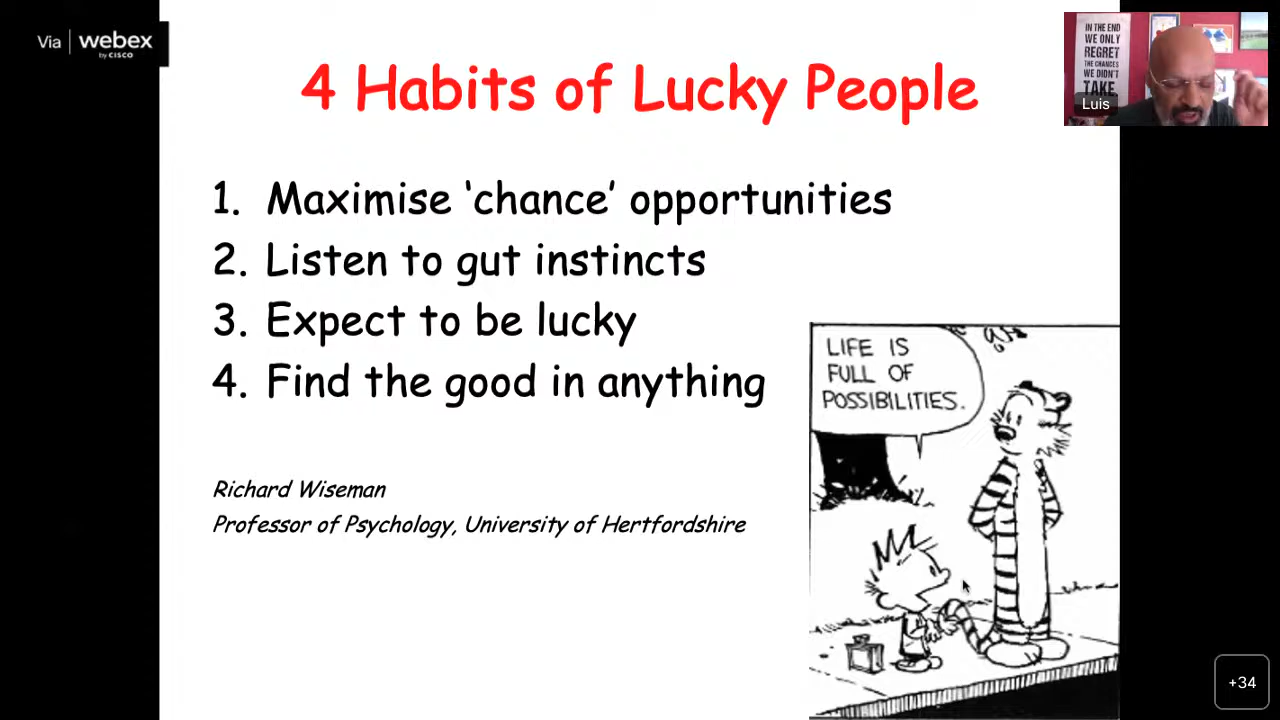 Via webex
by CISCO
4 Habits of Lucky People
IN THE END
WE ONLY
REGRET
THE CHANCES
WE DIDN'T
TAKE.
Luis
1. Maximise ‘chance’ opportunities
2. Listen to gut instincts
3. Expect to be lucky
4. Find the good in anything
LIFE IS
FULL OF
POSSIBILITIES.
Richard Wiseman
Professor of Psychology, University of Hertfordshire
+34